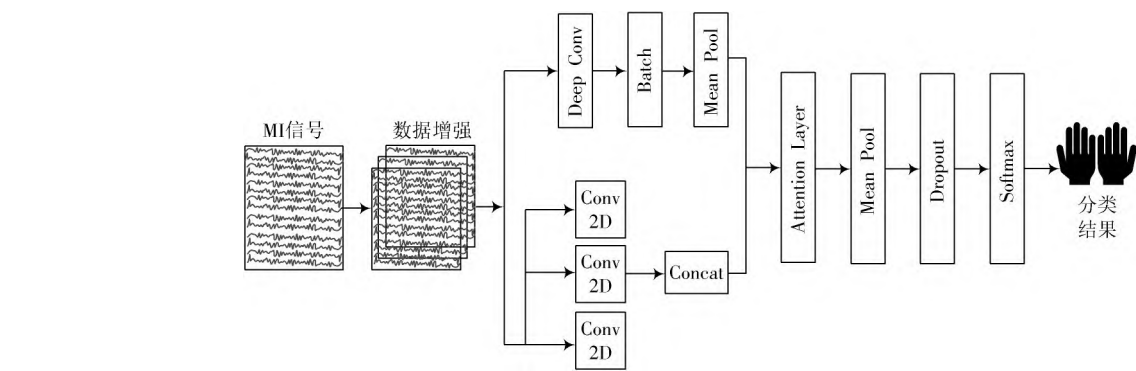 MI信号
数据增强
Deep Conv
Batch
Mean Pool
Conv
2D
Conv
2D
Conv
2D
Concat
Attention Layer
Mean Pool
Dropout
Softmax
分类
结果